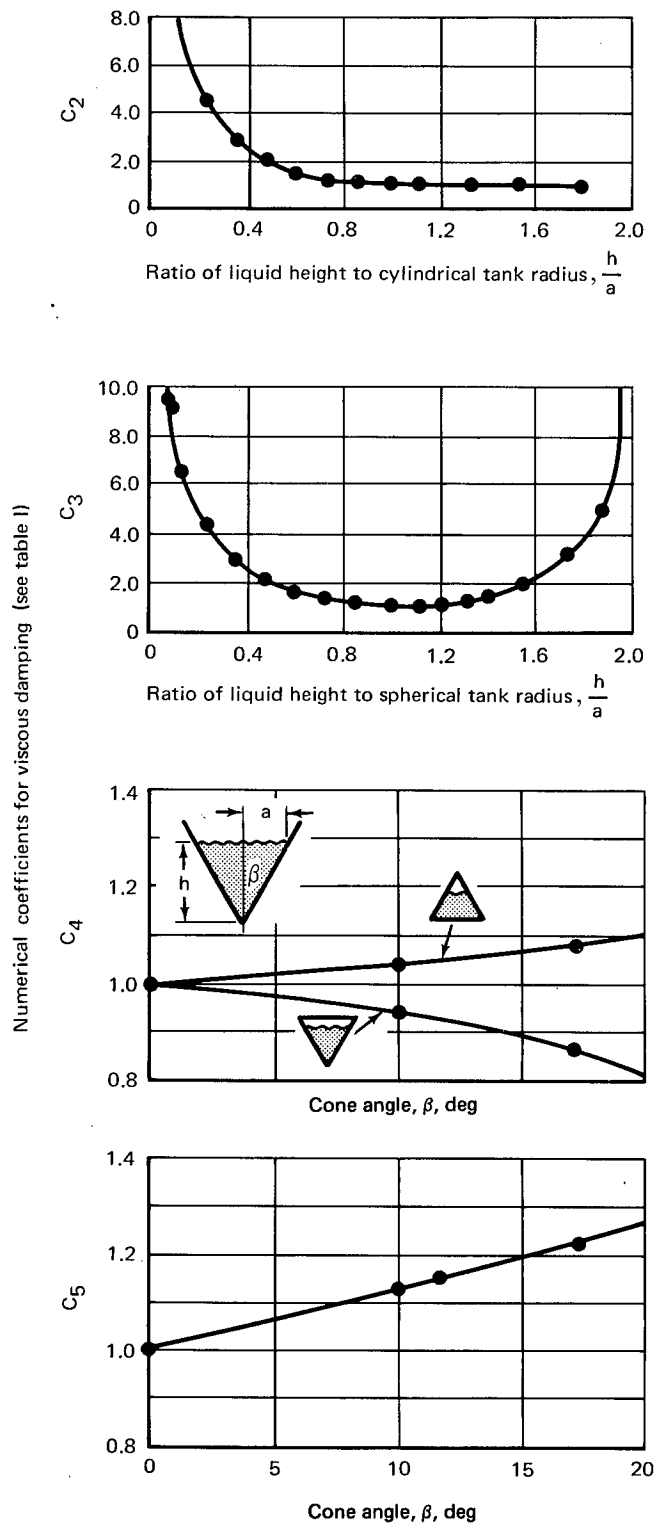 Numerical coefficients for viscous damping (see table I)
8.0
6.0
4.0
2.0
0
C2
0 0.4 0.8 1.2 1.6 2.0
Ratio of liquid height to cylindrical tank radius, h/a
10.0
8.0
6.0
4.0
2.0
0
C3
0 0.4 0.8 1.2 1.6 2.0
Ratio of liquid height to spherical tank radius, h/a
1.4
1.2
1.0
0.8
C4
a
h
β
Cone angle, β, deg
1.4
1.2
1.0
0.8
C5
0 5 10 15 20
Cone angle, β, deg